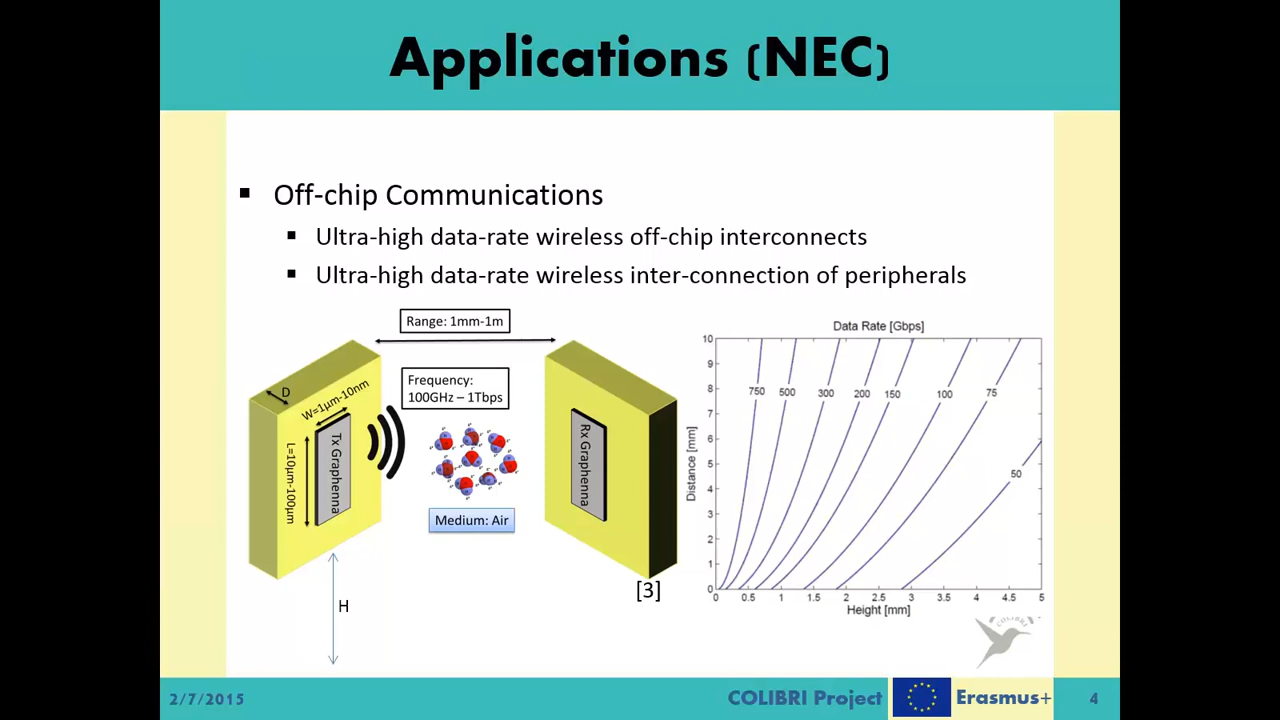 Applications (NEC)
▪ Off-chip Communications
▪ Ultra-high data-rate wireless off-chip interconnects
▪ Ultra-high data-rate wireless inter-connection of peripherals
Range: 1mm-1m
D
W=1µm-10nm
L=10µm-100µm
Tx Graphenna
Frequency:
100GHz – 1Tbps
Medium: Air
Rx Graphenna
H
[3]
Data Rate [Gbps]
Distance [mm]
10
9
8
7
6
5
4
3
2
1
0
750
500
300
200
150
100
75
50
0 0.5 1 1.5 2 2.5 3 3.5 4 4.5 5
Height [mm]
COLIBRI
2/7/2015
COLIBRI Project
Erasmus+
4